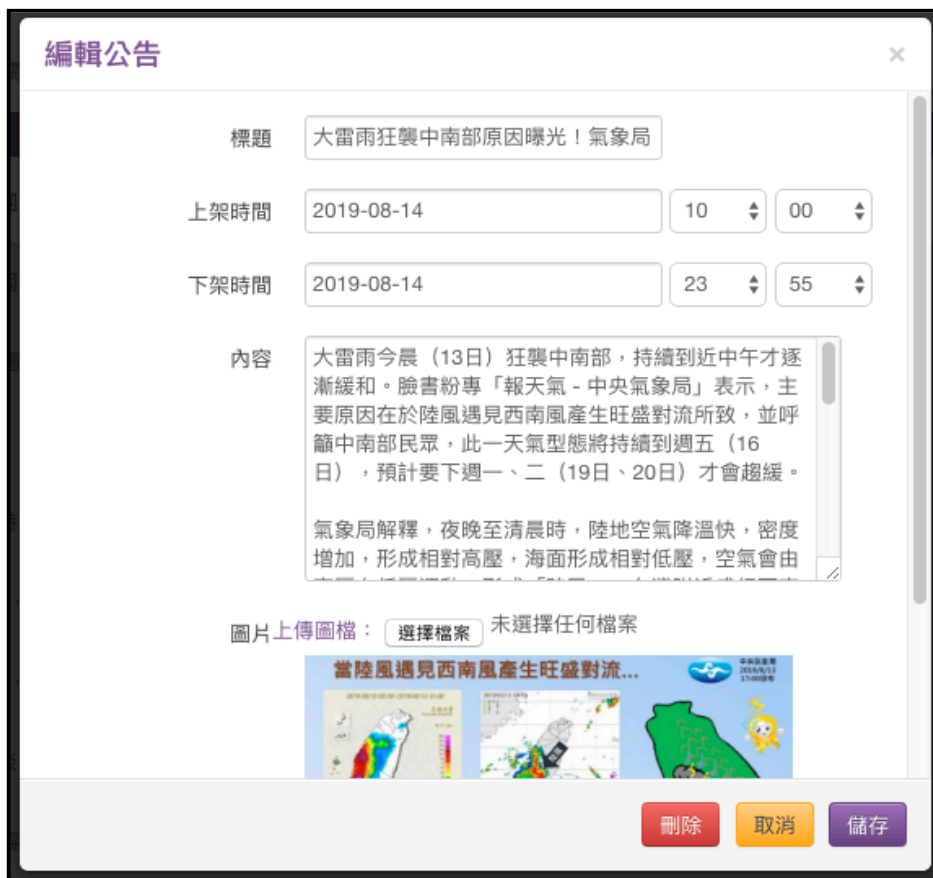 編輯公告
×
標題 大雷雨狂襲中南部原因曝光！氣象局
上架時間 2019-08-14 10 00
下架時間 2019-08-14 23 55
內容
大雷雨今晨（13日）狂襲中南部，持續到近中午才逐
漸緩和。臉書粉專「報天氣 - 中央氣象局」表示，主
要原因在於陸風遇見西南風產生旺盛對流所致，並呼
籲中南部民眾，此一天氣型態將持續到週五（16
日），預計要下週一、二（19日、20日）才會趨緩。
氣象局解釋，夜晚至清晨時，陸地空氣降溫快，密度
增加，形成相對高壓，海面形成相對低壓，空氣會由
圖片上傳圖檔： 選擇檔案 未選擇任何檔案
當陸風遇見西南風產生旺盛對流...
中央氣象局
刪除 取消 儲存